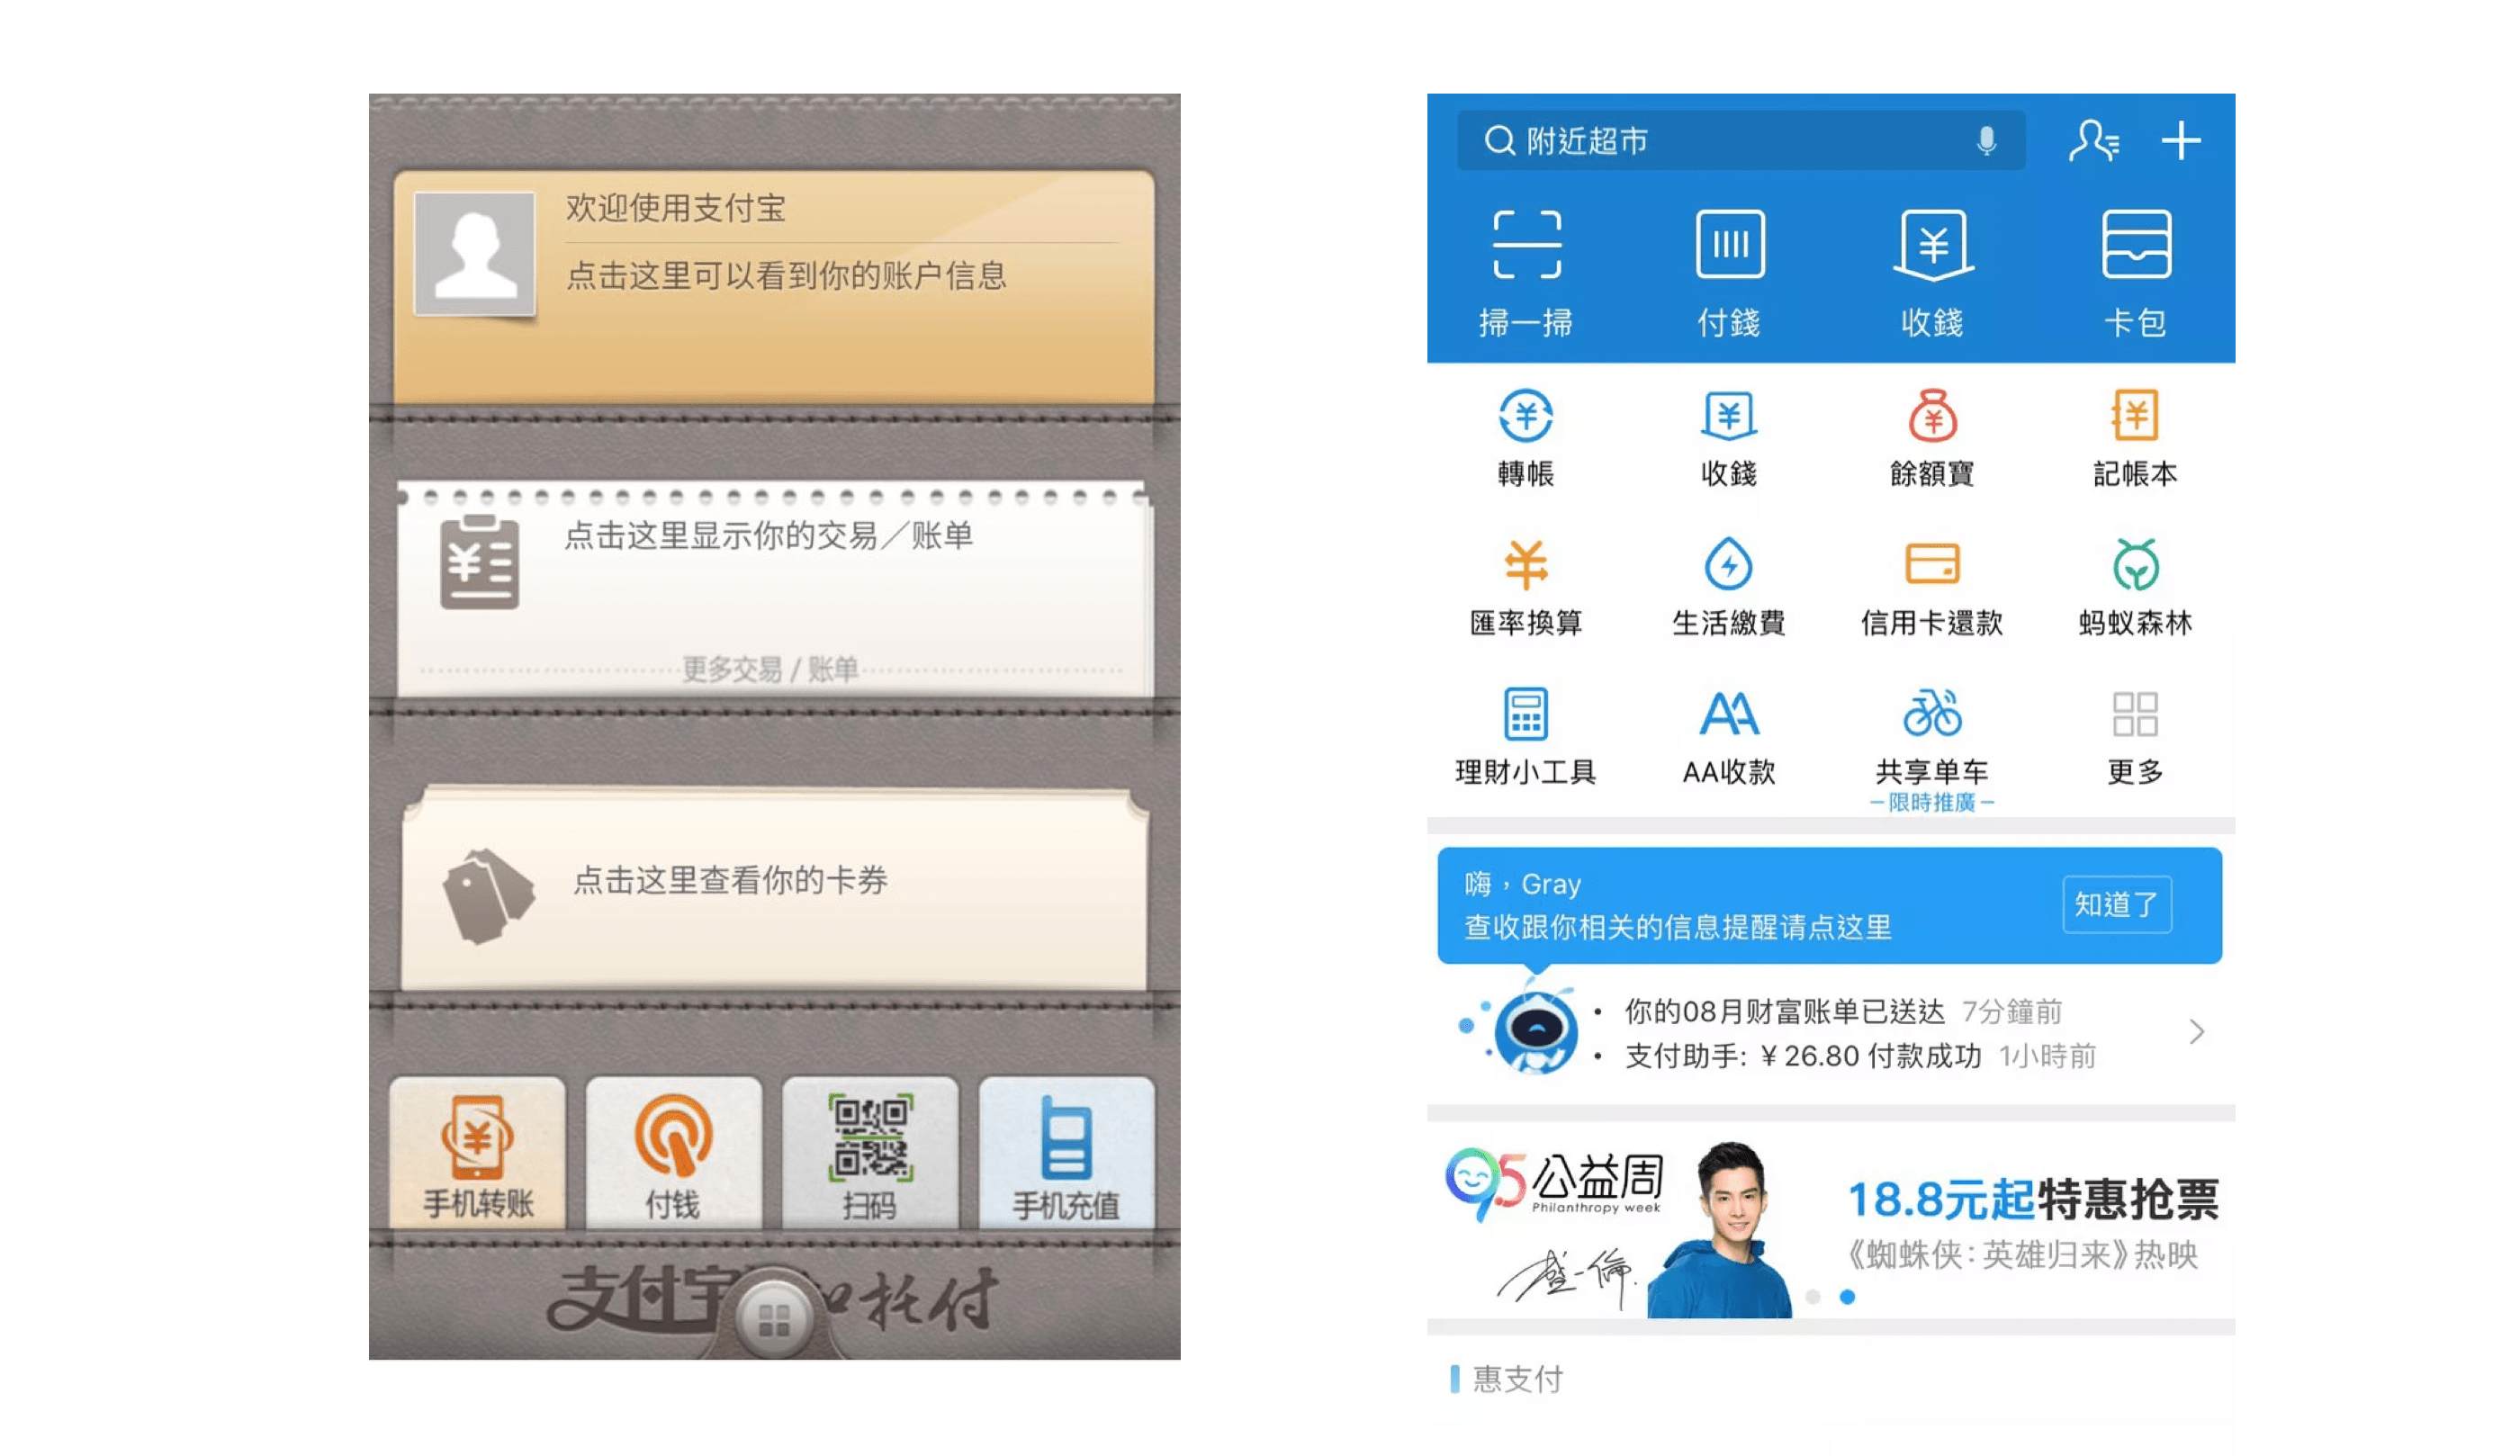 欢迎使用支付宝
点击这里可以看到你的账户信息
点击这里显示你的交易／账单
更多交易 / 账单
点击这里查看你的卡券
手机转账
付钱
扫码
手机充值
支付宝
托付
附近超市
掃一掃
付錢
收錢
卡包
轉帳
收錢
餘額寶
記帳本
匯率換算
生活繳費
信用卡還款
蚂蚁森林
理財小工具
AA收款
共享单车
更多
限時推廣
嗨，Gray
查收跟你相关的信息提醒请点这里
知道了
你的08月财富账单已送达 7分鐘前
支付助手: ￥26.80 付款成功 1小時前
95公益周
Philanthropy week
18.8元起特惠抢票
《蜘蛛侠:英雄归来》热映
惠支付